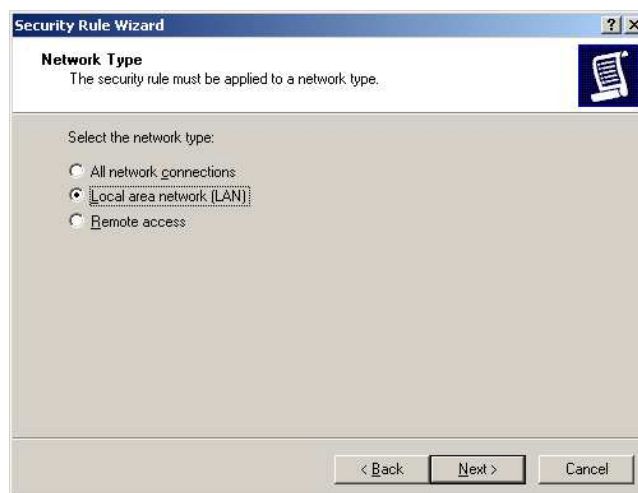 Security Rule Wizard
Network Type
The security rule must be applied to a network type.
Select the network type:
All network connections
Local area network (LAN)
Remote access
< Back Next > Cancel